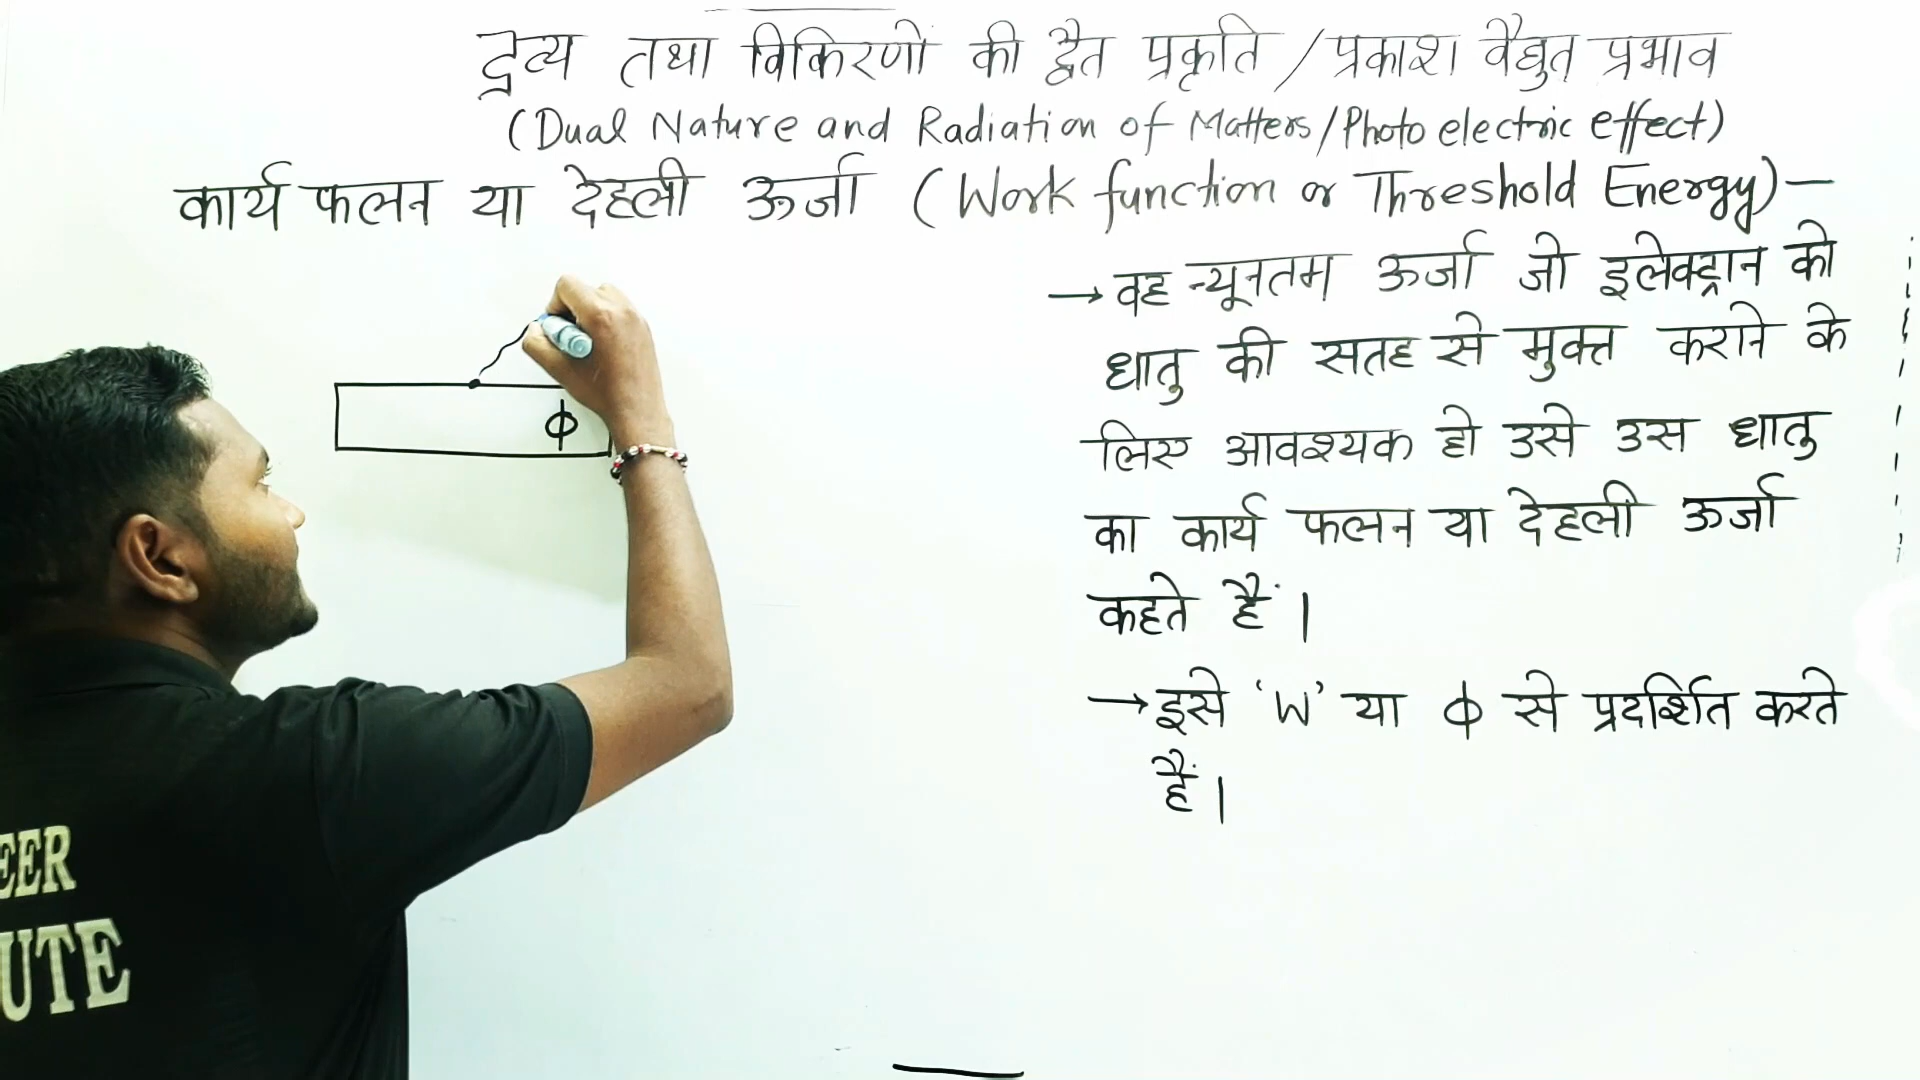 द्रव्य तथा विकिरणो की द्वैत प्रकृति / प्रकाश वैद्युत प्रभाव
(Dual Nature and Radiation of Matters/Photo electric effect)
कार्य फलन या देहली ऊर्जा (Work function or Threshold Energy)—
→ वह न्यूनतम ऊर्जा जो इलेक्ट्रान को
धातु की सतह से मुक्त कराने के
लिए आवश्यक हो उसे उस धातु
का कार्य फलन या देहली ऊर्जा
कहते हैं।
→ इसे 'W' या ϕ से प्रदर्शित करते
हैं।
ϕ
EER
UTE